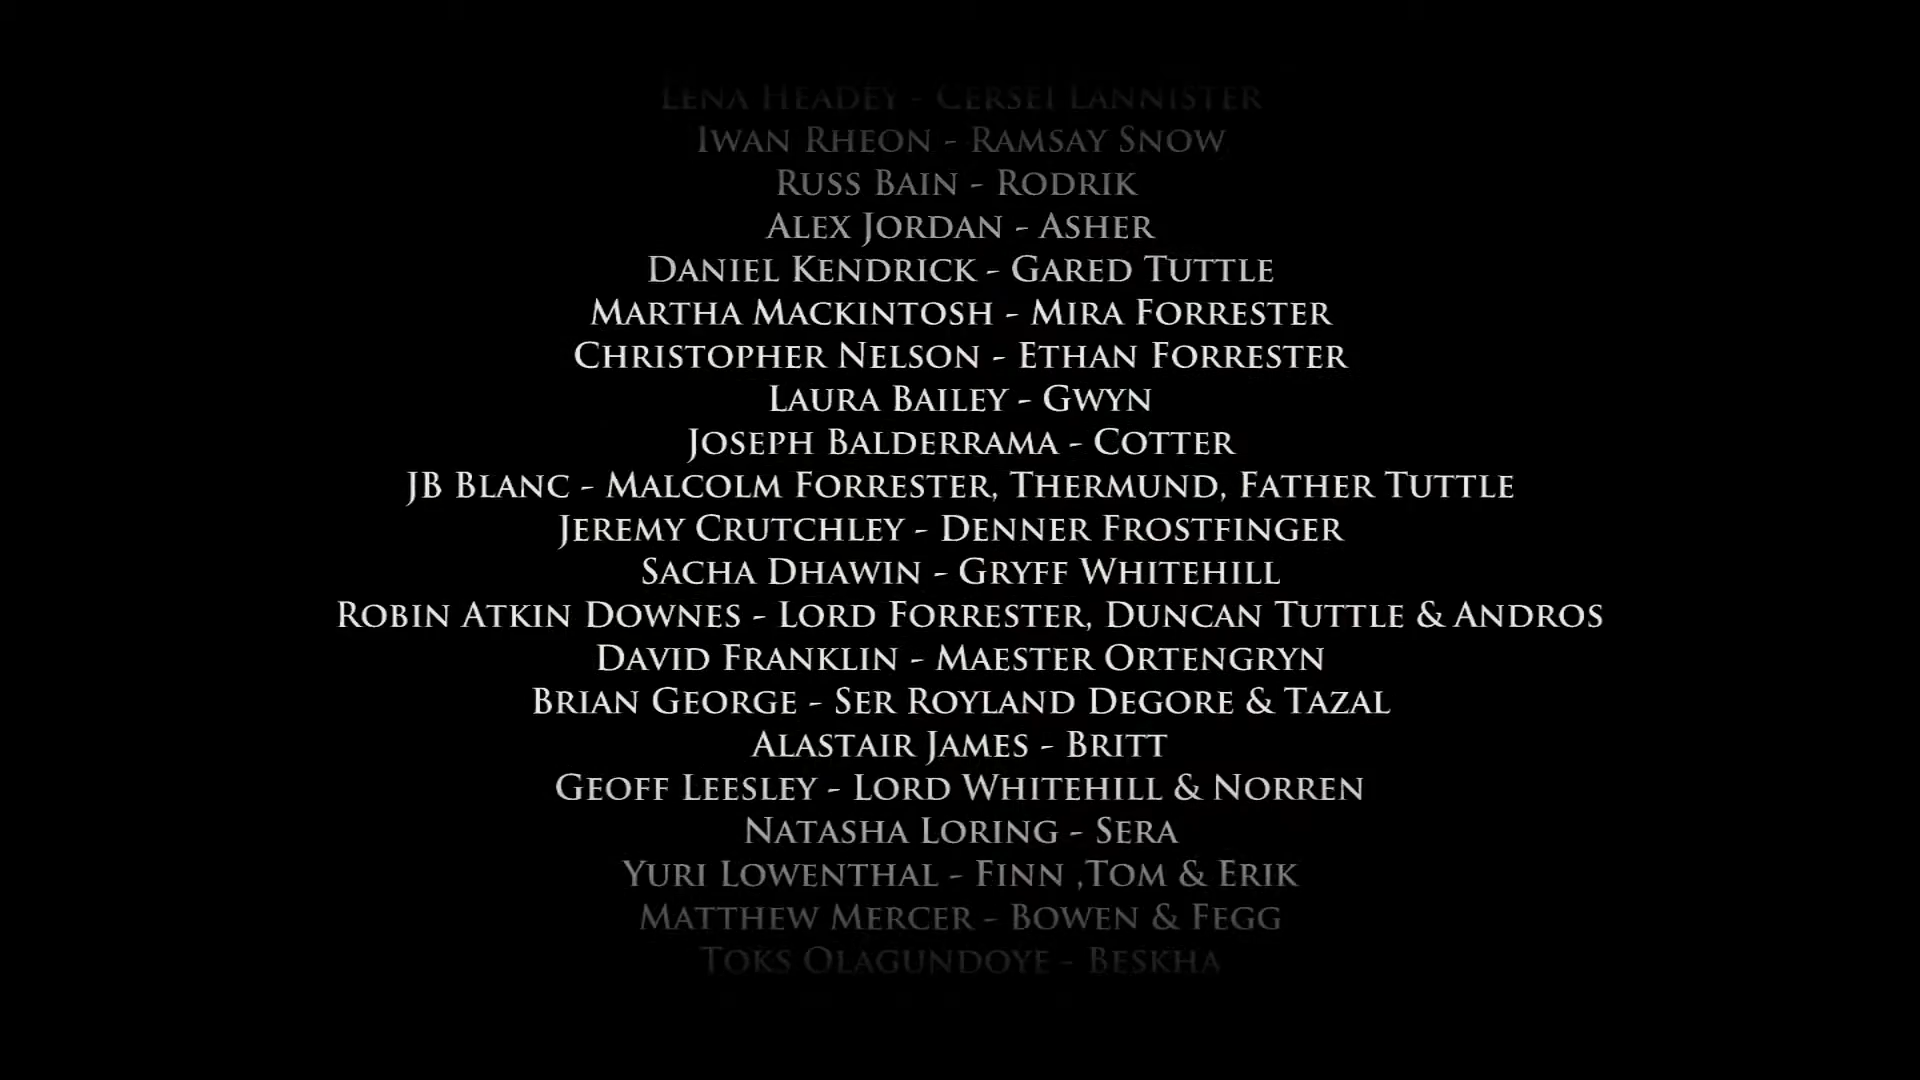 Lena Headey - Cersei Lannister
Iwan Rheon - Ramsay Snow
Russ Bain - Rodrik
Alex Jordan - Asher
Daniel Kendrick - Gared Tuttle
Martha Mackintosh - Mira Forrester
Christopher Nelson - Ethan Forrester
Laura Bailey - Gwyn
Joseph Balderrama - Cotter
JB Blanc - Malcolm Forrester, Thermund, Father Tuttle
Jeremy Crutchley - Denner Frostfinger
Sacha Dhawin - Gryff Whitehill
Robin Atkin Downes - Lord Forrester, Duncan Tuttle & Andros
David Franklin - Maester Ortengryn
Brian George - Ser Royland Degore & Tazal
Alastair James - Britt
Geoff Leesley - Lord Whitehill & Norren
Natasha Loring - Sera
Yuri Lowenthal - Finn ,Tom & Erik
Matthew Mercer - Bowen & Fegg
Toks Olagundoye - Beskha